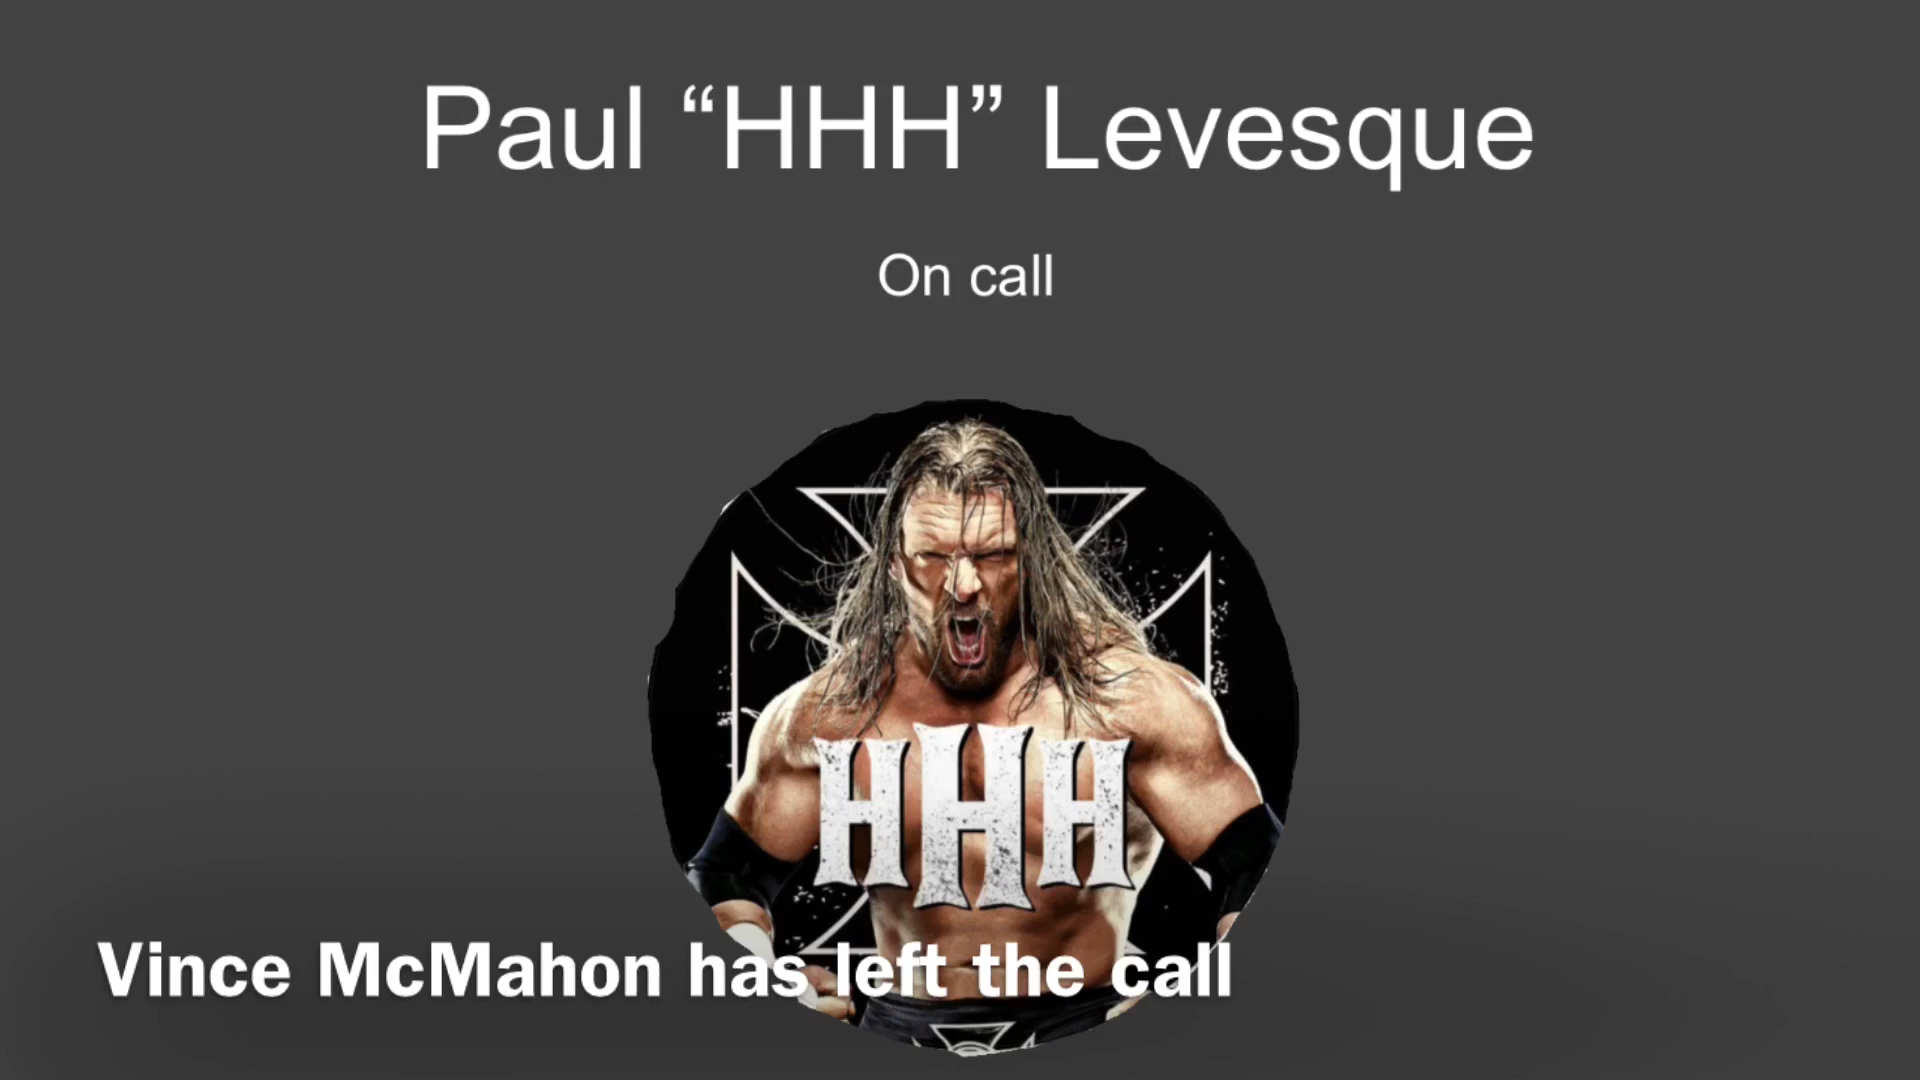 Paul “HHH” Levesque
On call
HHH
Vince McMahon has left the call